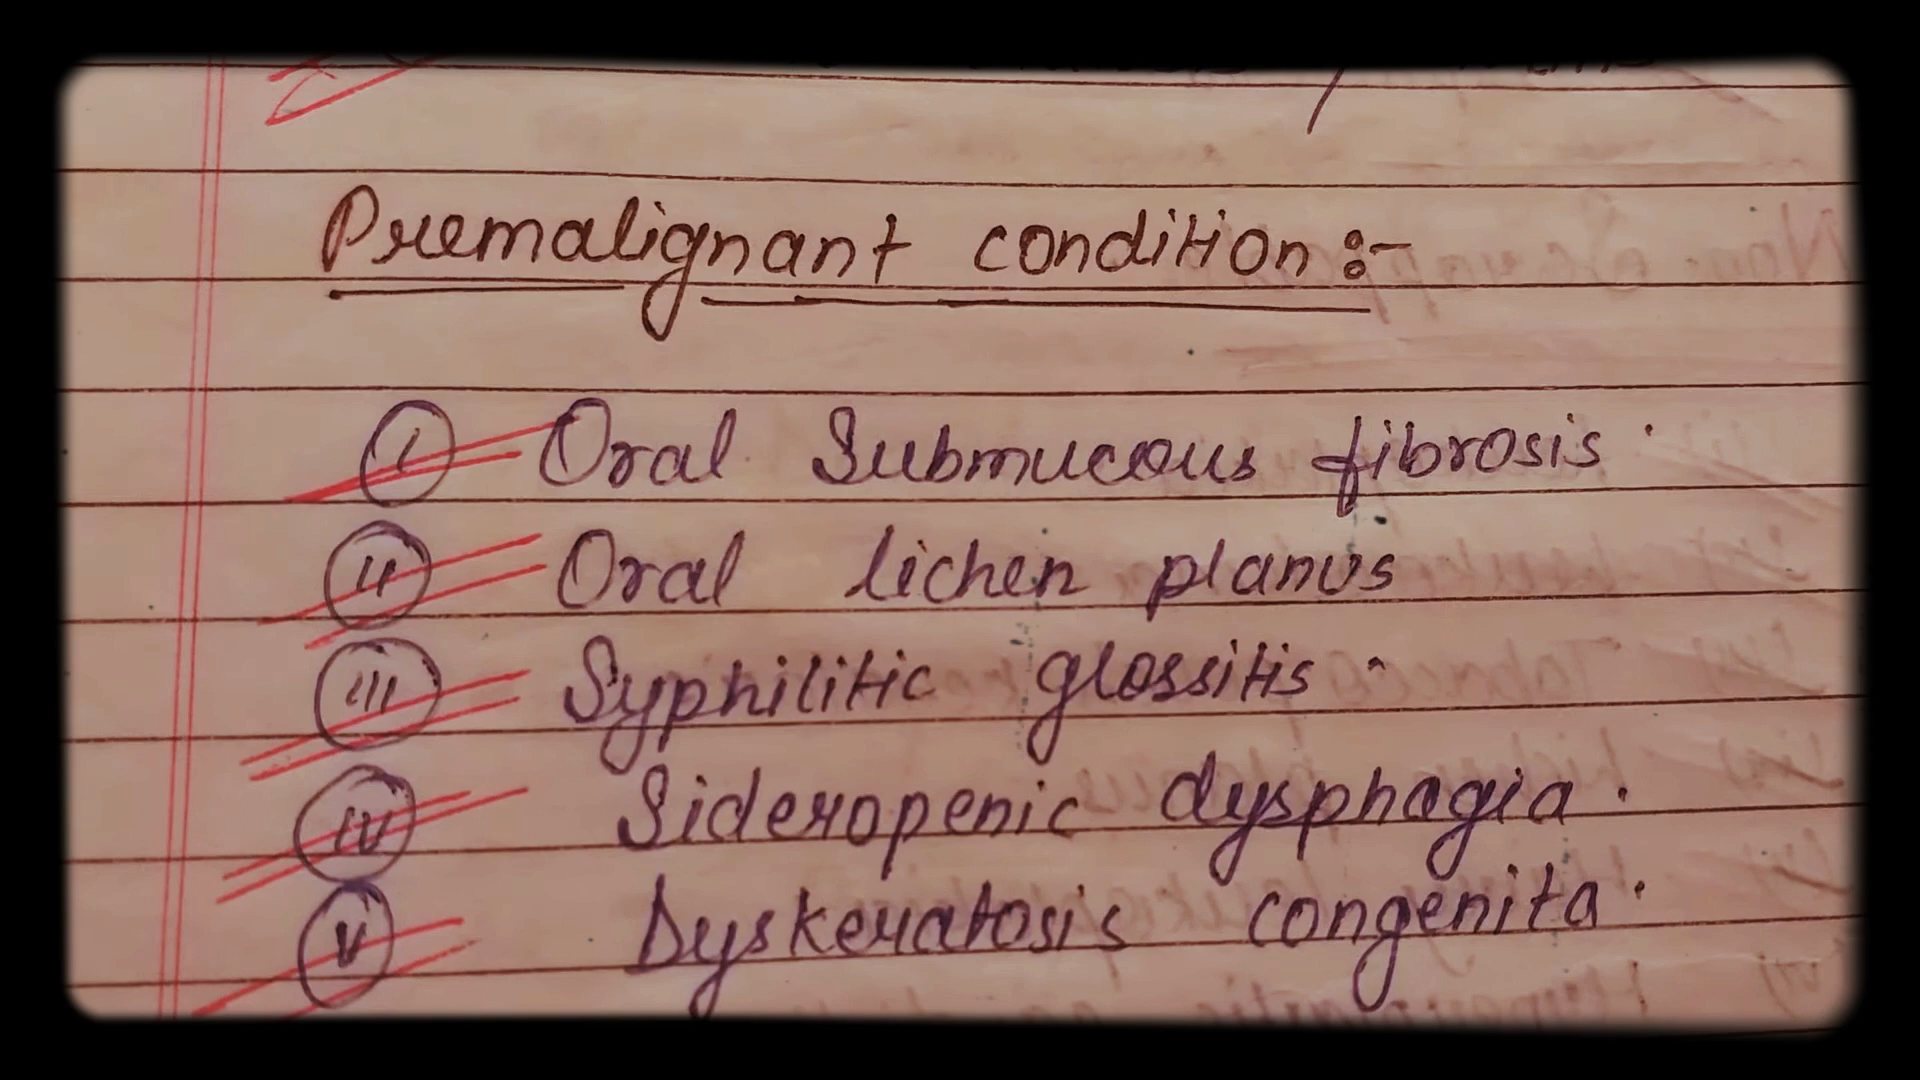 Premalignant condition :-
(i) Oral Submucous fibrosis.
(ii) Oral lichen planus
(iii) Syphilitic glossitis.
(iv) Sideropenic dysphagia.
(v) Dyskeratosis congenita.